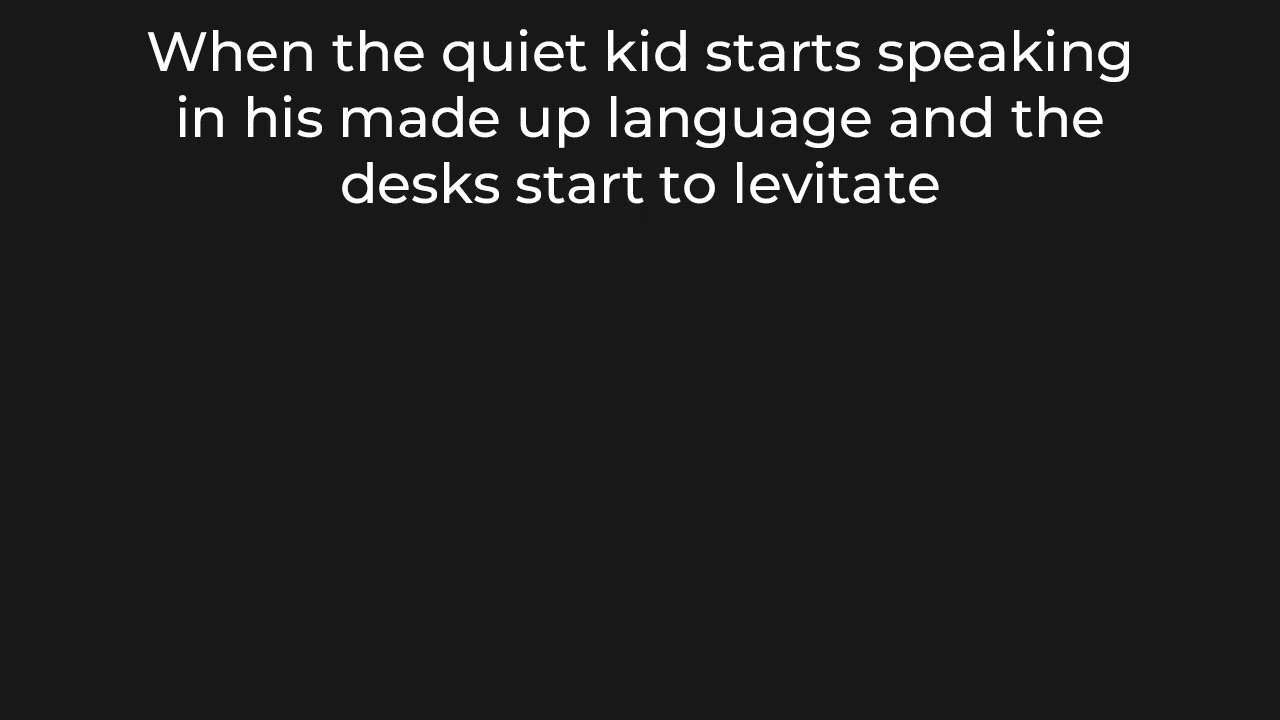 When the quiet kid starts speaking
in his made up language and the
desks start to levitate